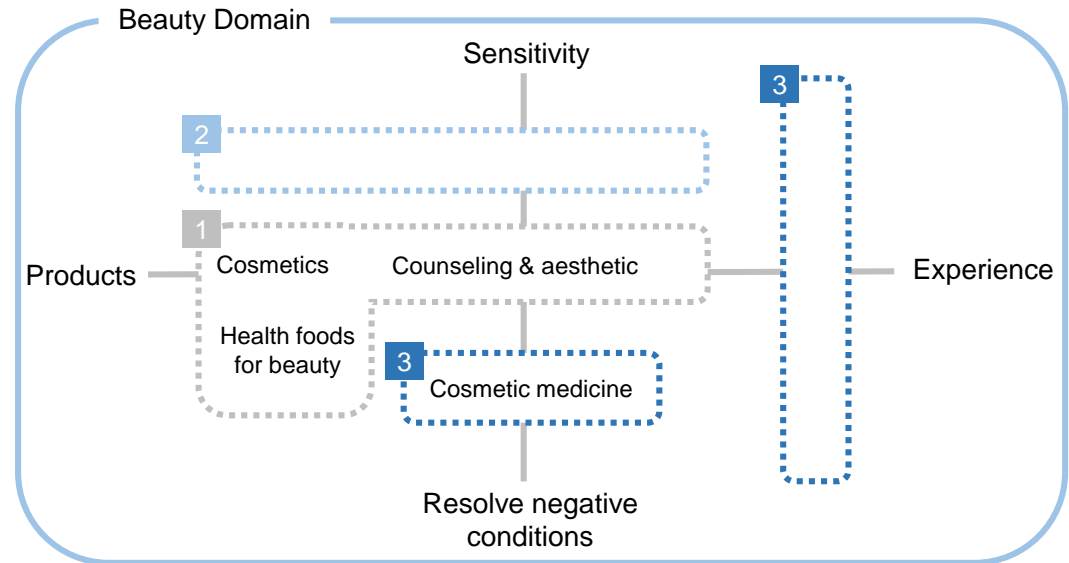 Beauty Domain
Sensitivity
3
2
1
Cosmetics
Counseling & aesthetic
Products
Experience
Health foods
for beauty
3
Cosmetic medicine
Resolve negative
conditions